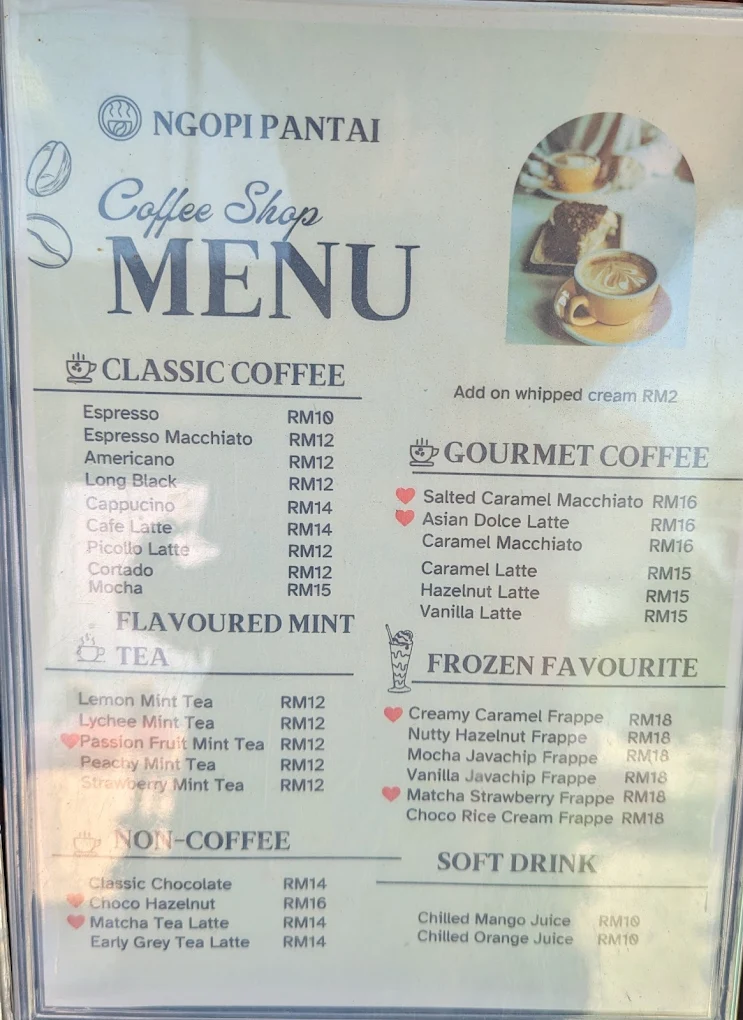 NGOPI PANTAI
Coffee Shop
MENU
CLASSIC COFFEE
Espresso RM10
Espresso Macchiato RM12
Americano RM12
Long Black RM12
Cappucino RM14
Cafe Latte RM14
Picollo Latte RM12
Cortado RM12
Mocha RM15
FLAVOURED MINT
TEA
Lemon Mint Tea RM12
Lychee Mint Tea RM12
Passion Fruit Mint Tea RM12
Peachy Mint Tea RM12
Strawberry Mint Tea RM12
NON-COFFEE
Classic Chocolate RM14
Choco Hazelnut RM16
Matcha Tea Latte RM14
Early Grey Tea Latte RM14
Add on whipped cream RM2
GOURMET COFFEE
Salted Caramel Macchiato RM16
Asian Dolce Latte RM16
Caramel Macchiato RM16
Caramel Latte RM15
Hazelnut Latte RM15
Vanilla Latte RM15
FROZEN FAVOURITE
Creamy Caramel Frappe RM18
Nutty Hazelnut Frappe RM18
Mocha Javachip Frappe RM18
Vanilla Javachip Frappe RM18
Matcha Strawberry Frappe RM18
Choco Rice Cream Frappe RM18
SOFT DRINK
Chilled Mango Juice RM10
Chilled Orange Juice RM10